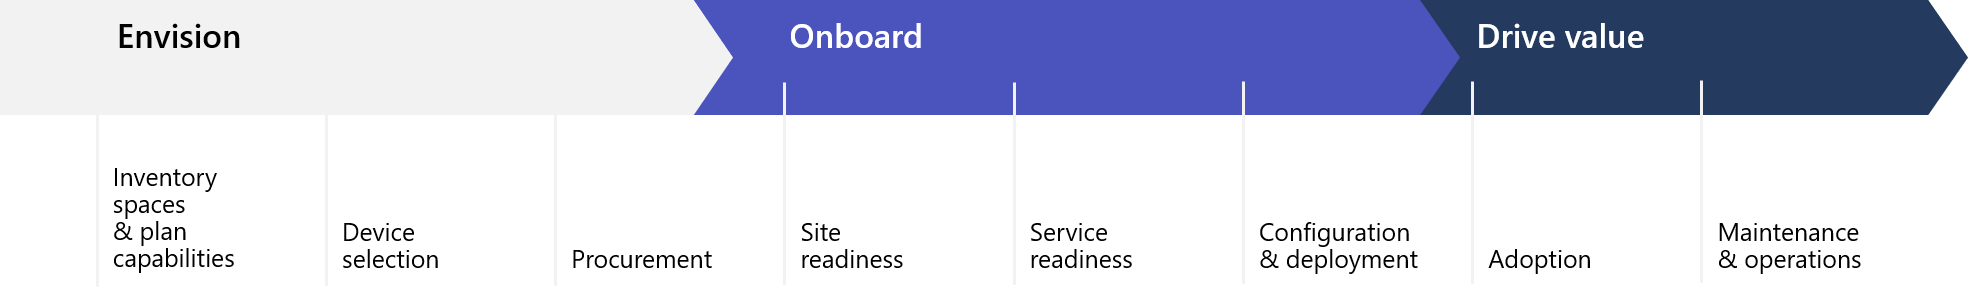 Envision
Onboard
Drive value
Inventory
spaces
& plan
capabilities
Device
selection
Procurement
Site
readiness
Service
readiness
Configuration
& deployment
Adoption
Maintenance
& operations